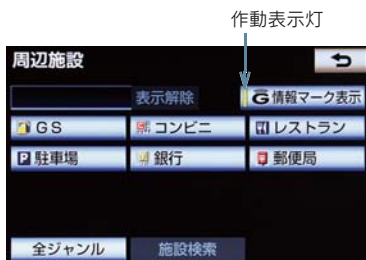 作動表示灯
周辺施設
表示解除 G情報マーク表示
GS コンビニ レストラン
P 駐車場 銀行 郵便局
全ジャンル 施設検索